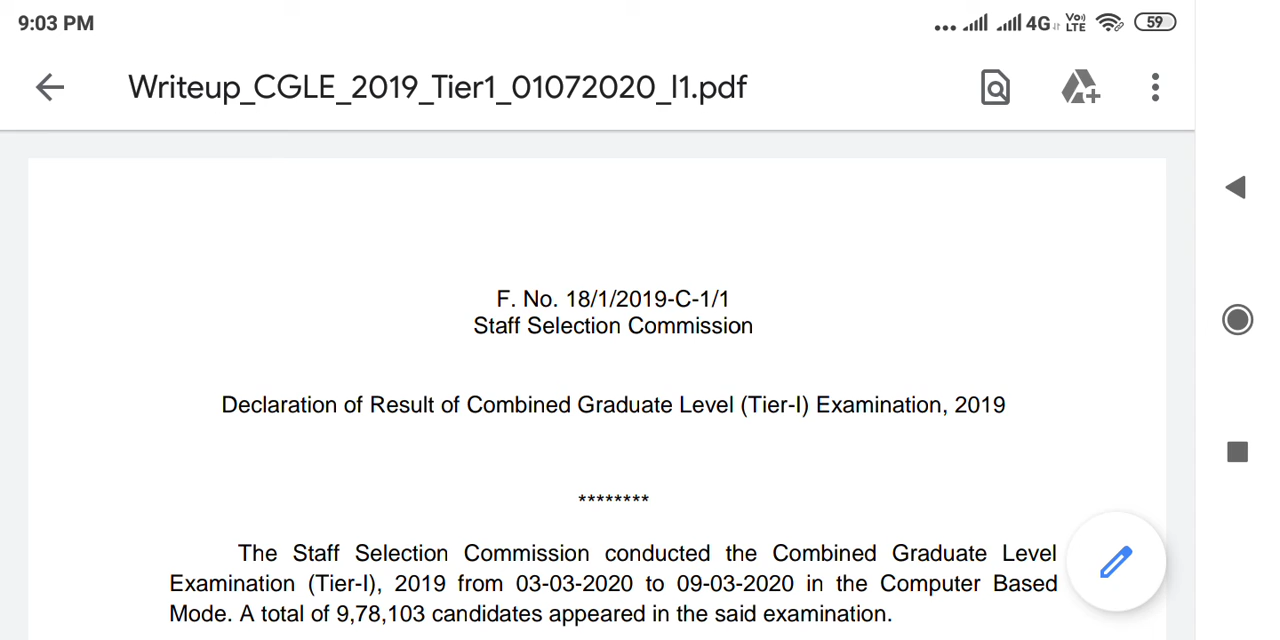 9:03 PM
4G Vo) LTE 59
Writeup_CGLE_2019_Tier1_01072020_l1.pdf
F. No. 18/1/2019-C-1/1
Staff Selection Commission
Declaration of Result of Combined Graduate Level (Tier-I) Examination, 2019
********
The Staff Selection Commission conducted the Combined Graduate Level
Examination (Tier-I), 2019 from 03-03-2020 to 09-03-2020 in the Computer Based
Mode. A total of 9,78,103 candidates appeared in the said examination.